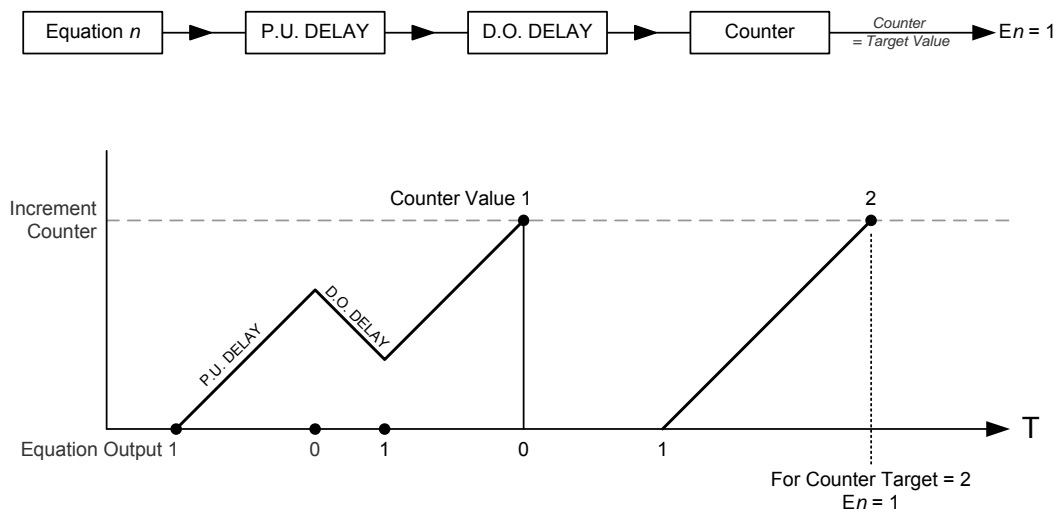 Equation n
P.U. DELAY
D.O. DELAY
Counter
Counter
= Target Value
En = 1
Increment
Counter
Counter Value 1
2
P.U. DELAY
D.O. DELAY
Equation Output 1
0
1
0
1
T
For Counter Target = 2
En = 1